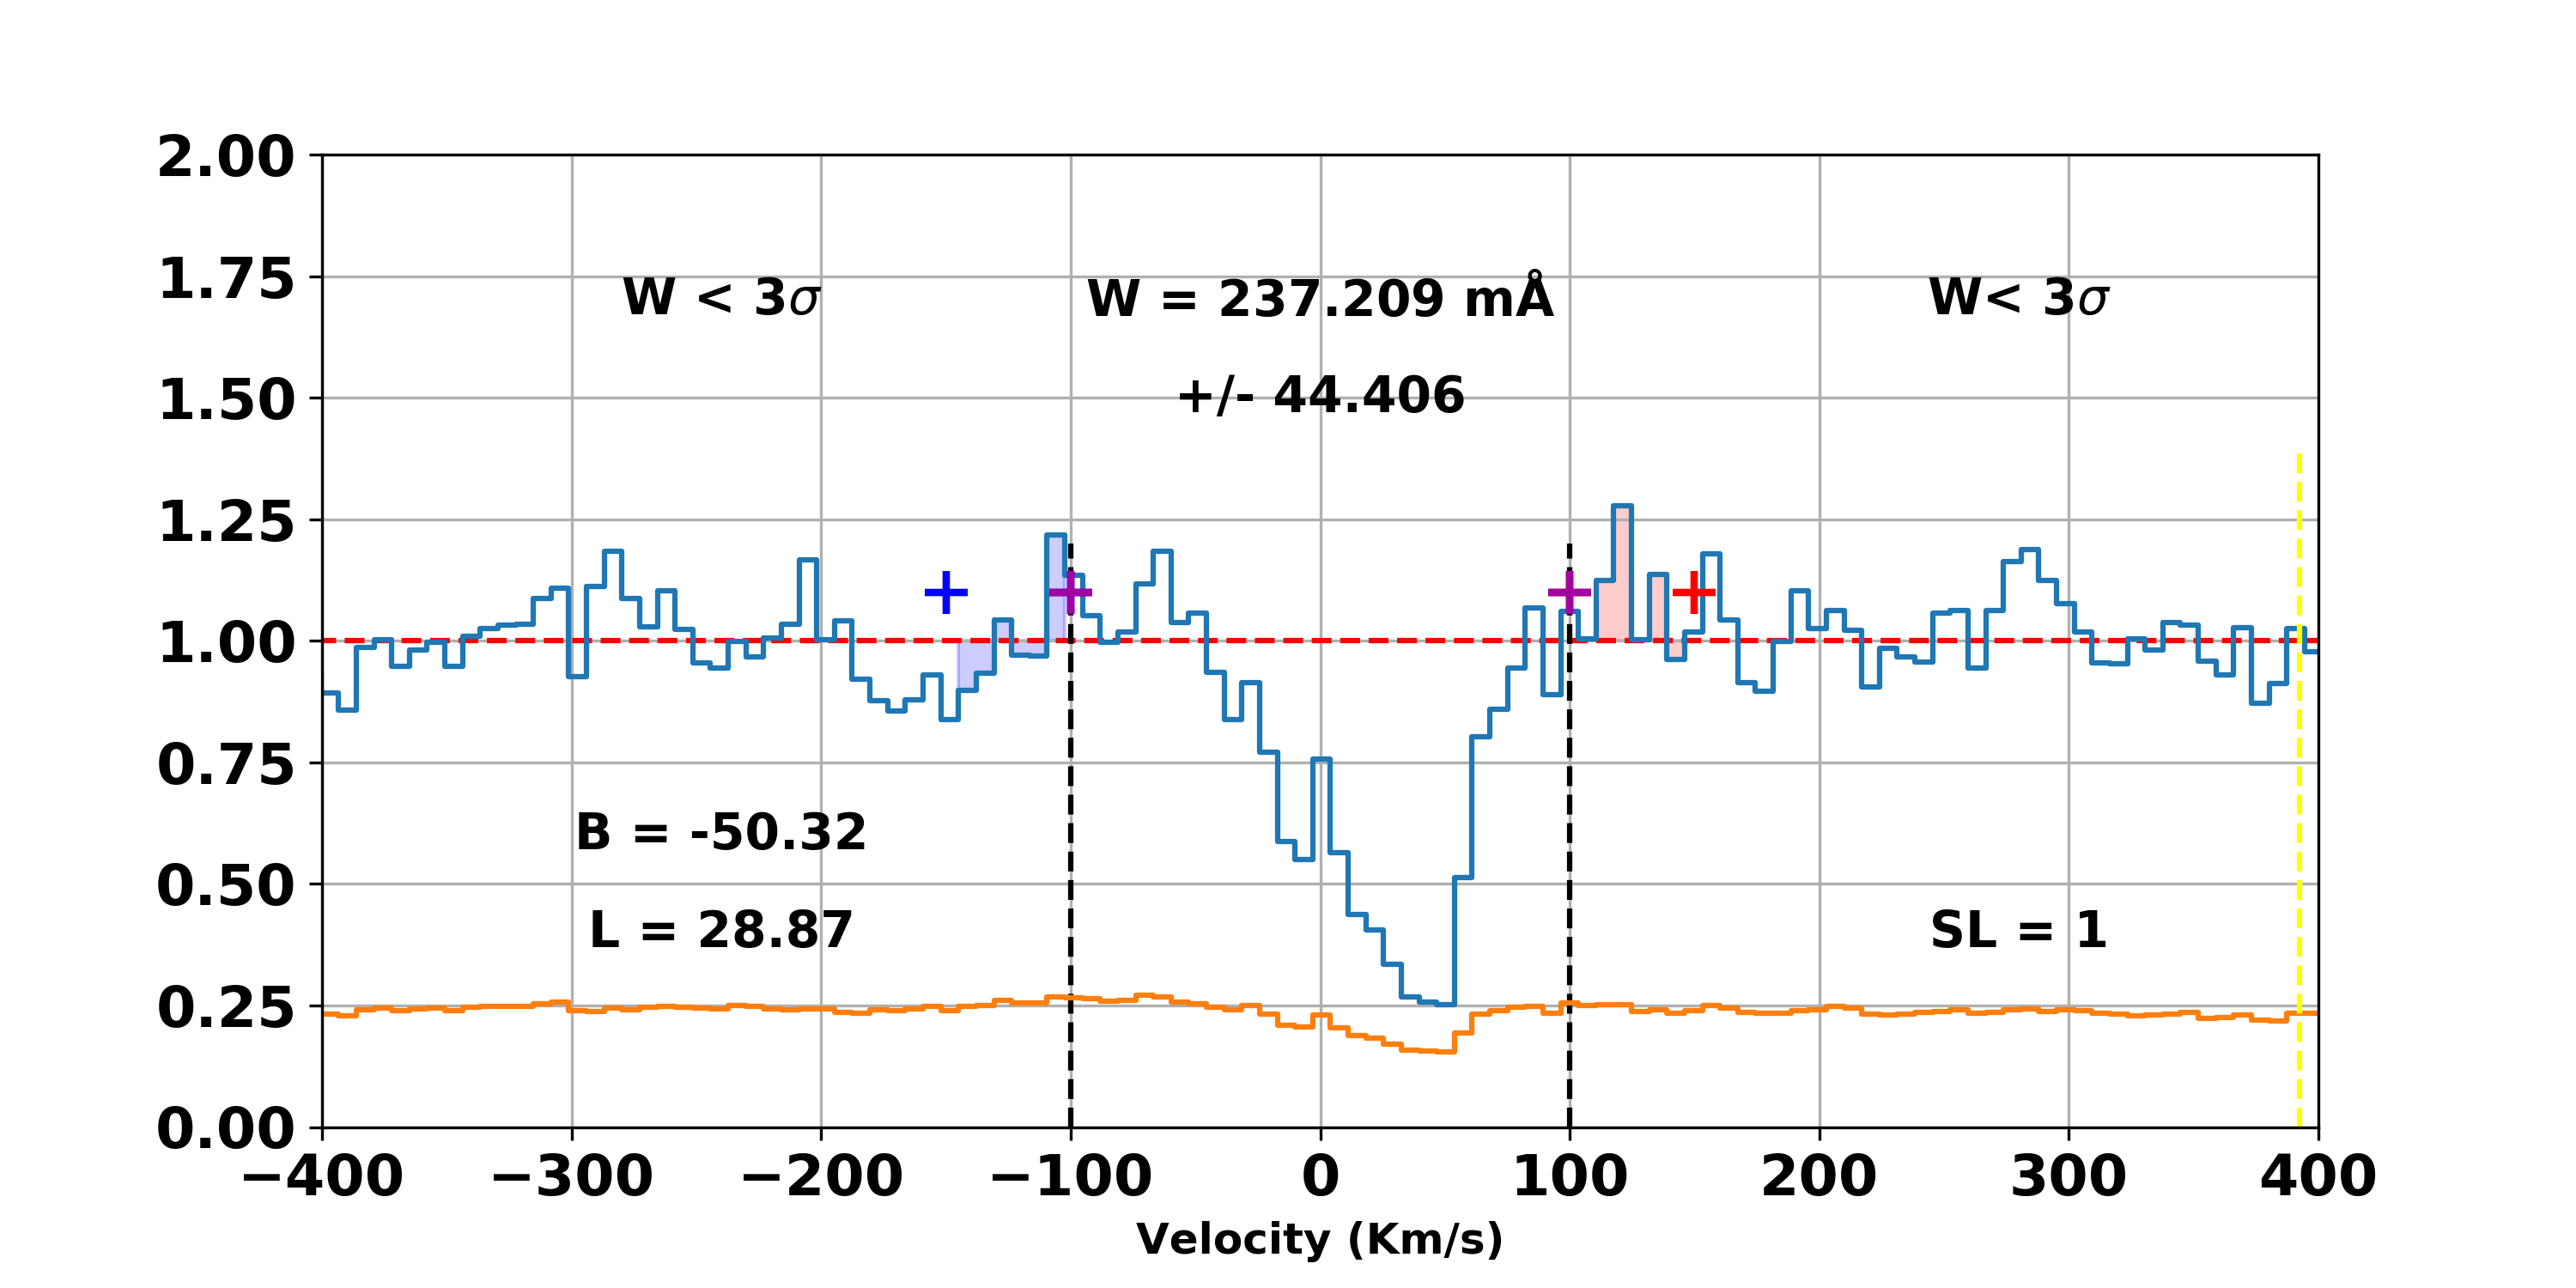 2.00
1.75
1.50
1.25
1.00
0.75
0.50
0.25
0.00
W < 3σ
W = 237.209 mÅ
+/- 44.406
W< 3σ
B = -50.32
L = 28.87
SL = 1
−400 −300 −200 −100 0 100 200 300 400
Velocity (Km/s)